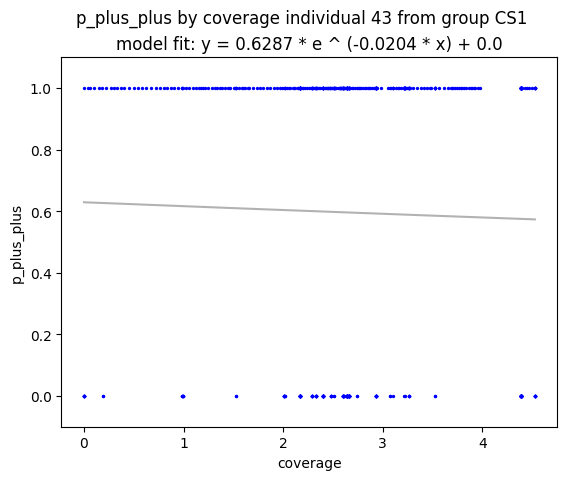 p_plus_plus by coverage individual 43 from group CS1
model fit: y = 0.6287 * e ^ (-0.0204 * x) + 0.0
1.0
0.8
0.6
0.4
0.2
0.0
p_plus_plus
0 1 2 3 4
coverage